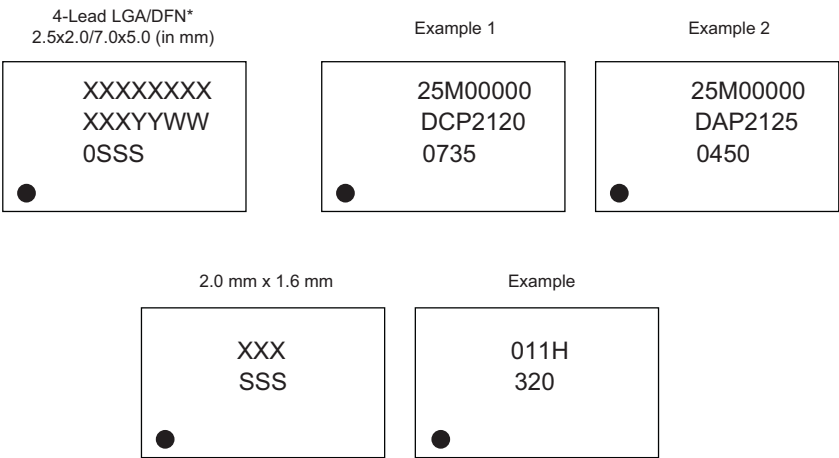 4-Lead LGA/DFN*
2.5x2.0/7.0x5.0 (in mm)
XXXXXXXX
XXXYYWW
0SSS
Example 1
25M00000
DCP2120
0735
Example 2
25M00000
DAP2125
0450
2.0 mm x 1.6 mm
XXX
SSS
Example
011H
320